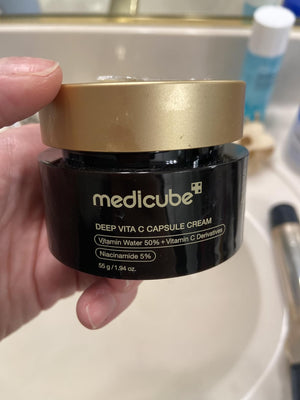 medicube
DEEP VITA C CAPSULE CREAM
Vitamin Water 50% + Vitamin C Derivatives
Niacinamide 5%
55 g / 1.94 oz.